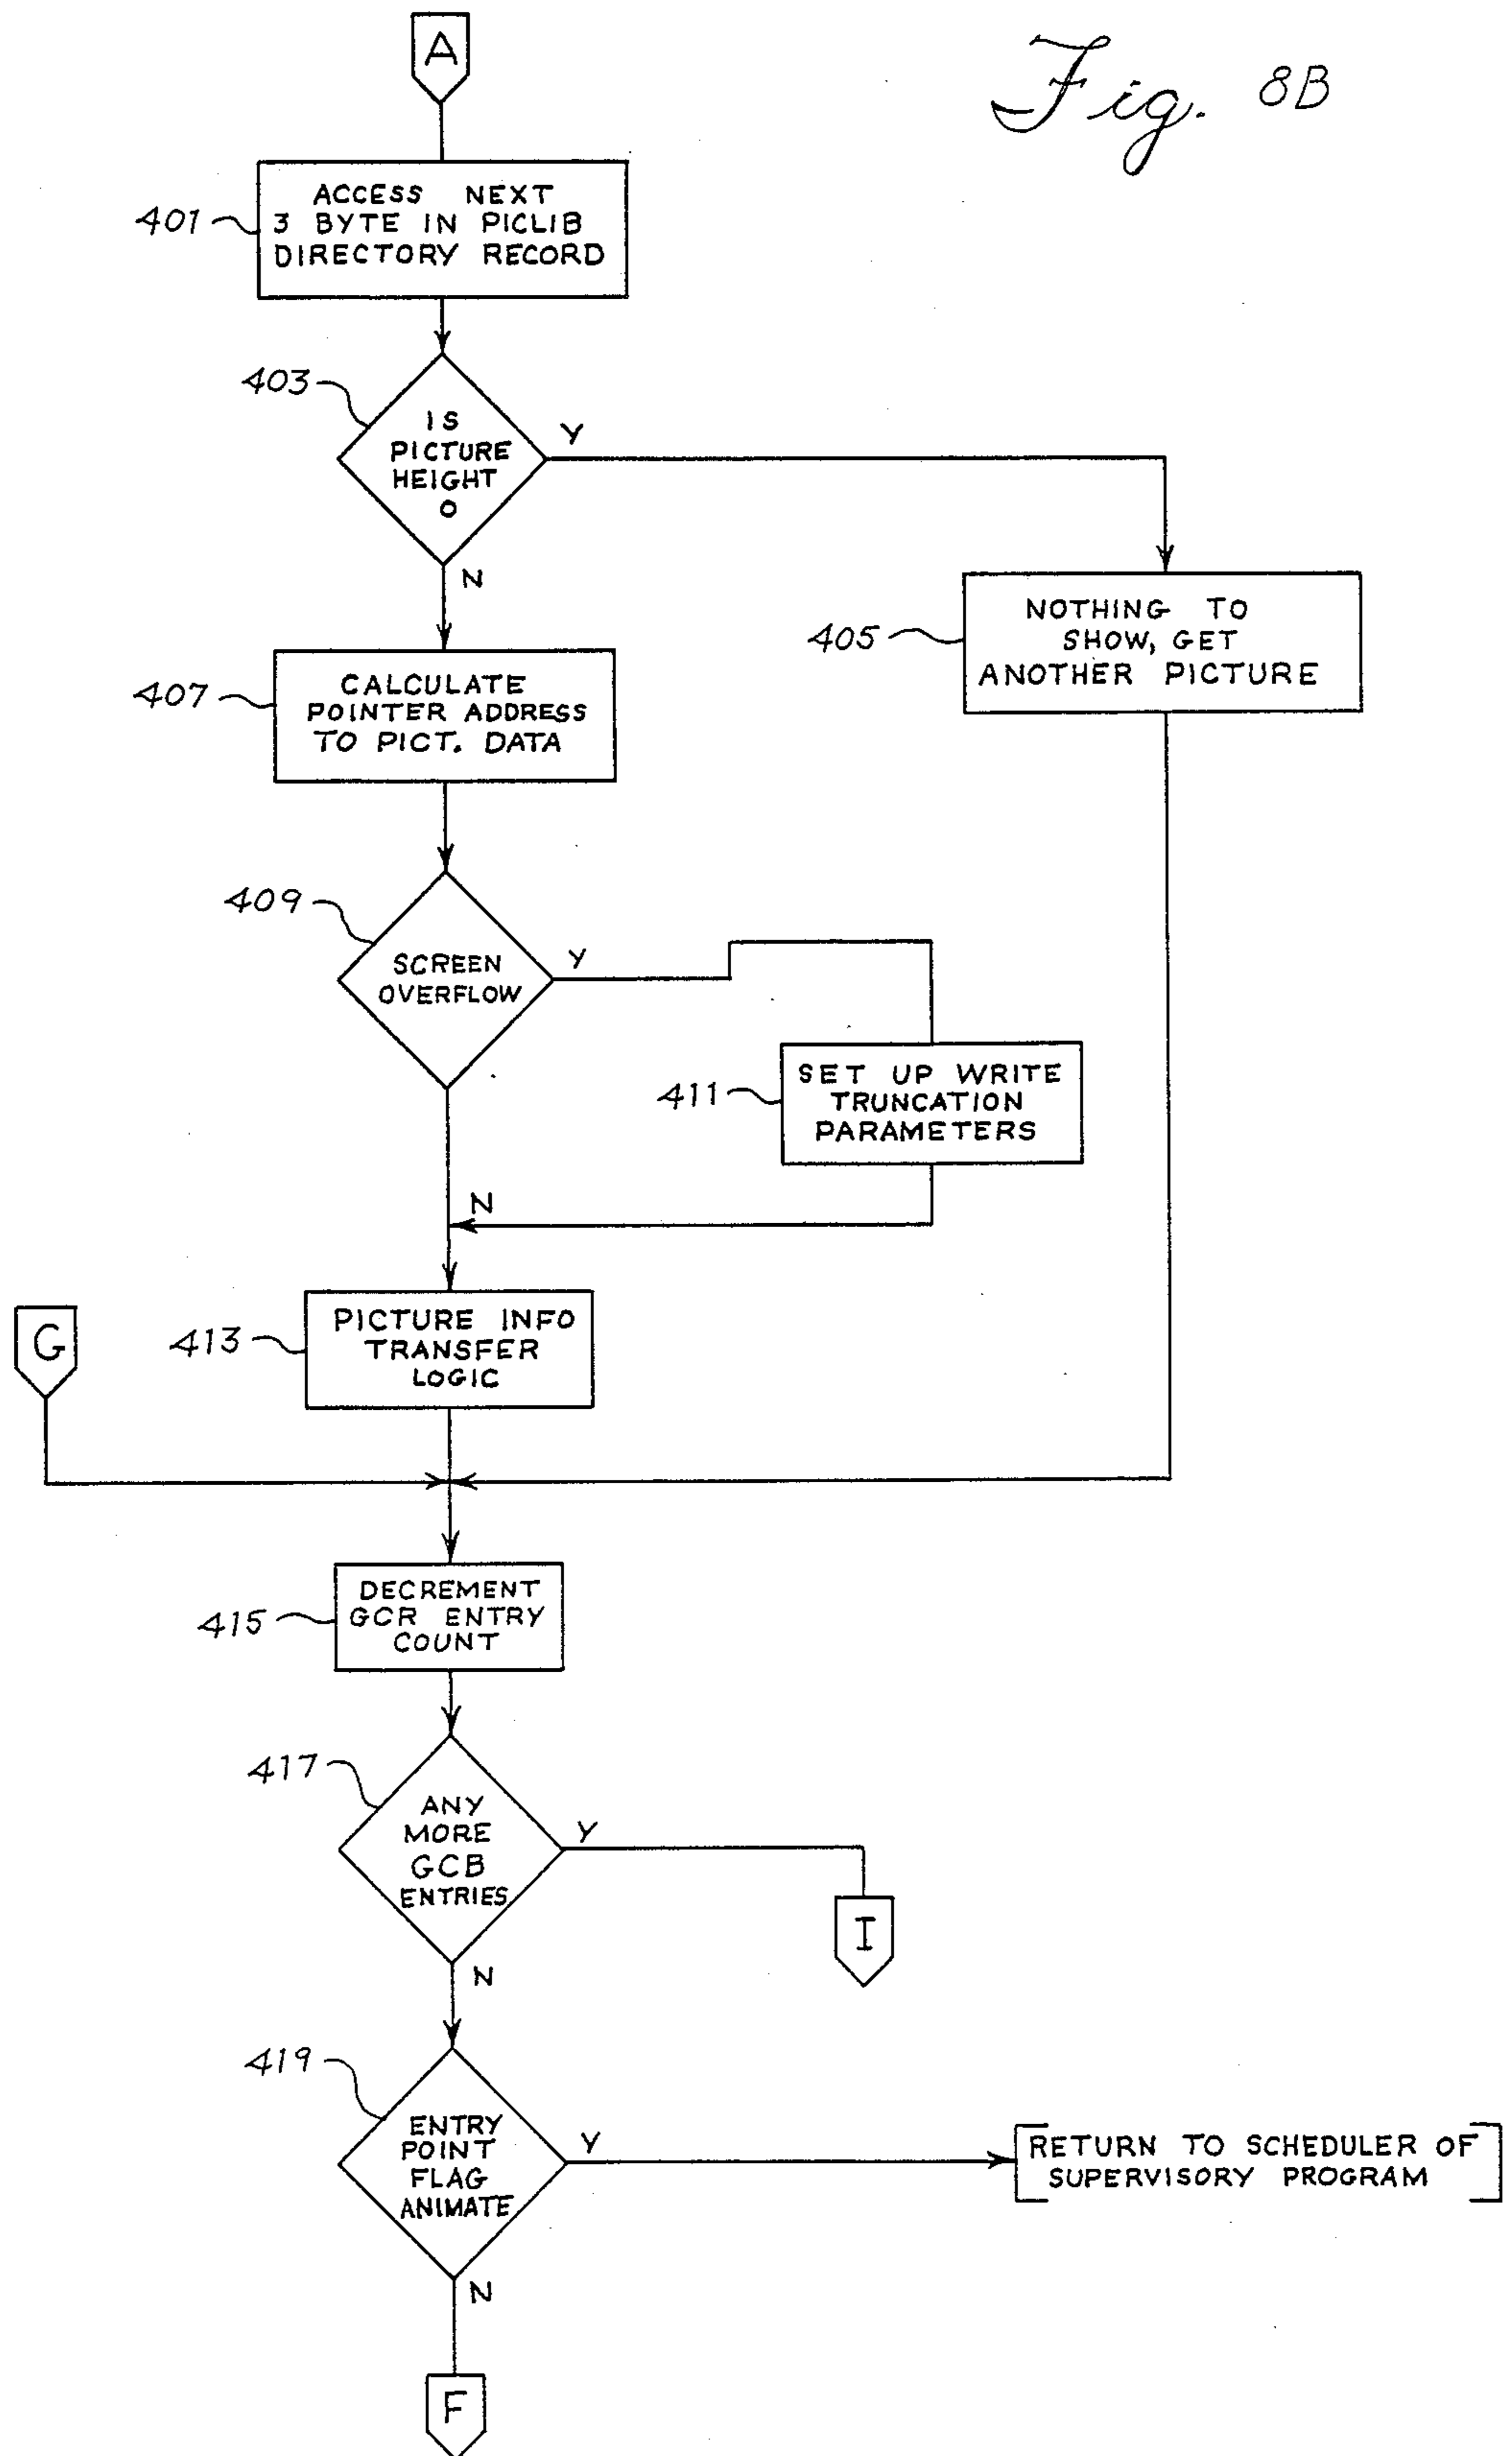 A
Fig. 8B
401
ACCESS NEXT
3 BYTE IN PICLIB
DIRECTORY RECORD
403
IS
PICTURE
HEIGHT
0
Y
N
405
NOTHING TO
SHOW, GET
ANOTHER PICTURE
407
CALCULATE
POINTER ADDRESS
TO PICT. DATA
409
SCREEN
OVERFLOW
Y
411
SET UP WRITE
TRUNCATION
PARAMETERS
N
G
413
PICTURE INFO
TRANSFER
LOGIC
415
DECREMENT
GCR ENTRY
COUNT
417
ANY
MORE
GCB
ENTRIES
Y
I
N
419
ENTRY
POINT
FLAG
ANIMATE
Y
RETURN TO SCHEDULER OF
SUPERVISORY PROGRAM
N
F